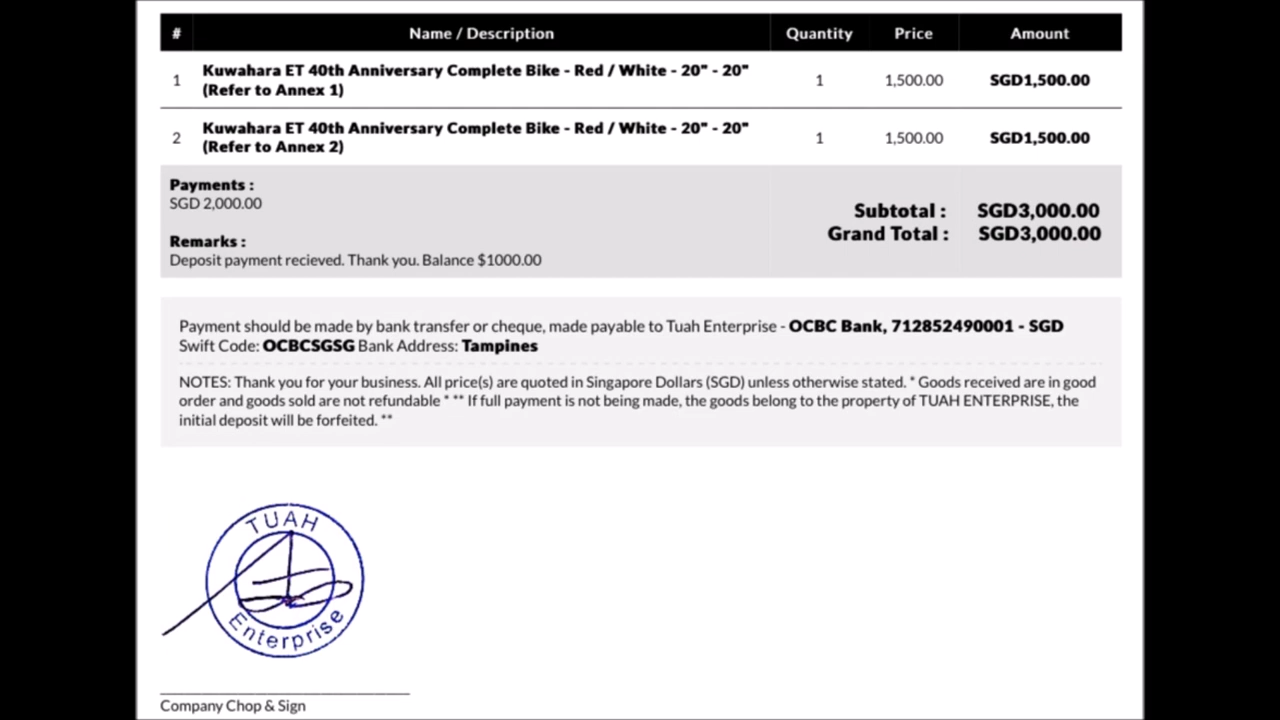 # Name / Description Quantity Price Amount
1 Kuwahara ET 40th Anniversary Complete Bike - Red / White - 20" - 20" 1 1,500.00 SGD1,500.00
(Refer to Annex 1)
2 Kuwahara ET 40th Anniversary Complete Bike - Red / White - 20" - 20" 1 1,500.00 SGD1,500.00
(Refer to Annex 2)
Payments :
SGD 2,000.00
Subtotal : SGD3,000.00
Grand Total : SGD3,000.00
Remarks :
Deposit payment recieved. Thank you. Balance $1000.00
Payment should be made by bank transfer or cheque, made payable to Tuah Enterprise - OCBC Bank, 712852490001 - SGD
Swift Code: OCBCSGSG Bank Address: Tampines
NOTES: Thank you for your business. All price(s) are quoted in Singapore Dollars (SGD) unless otherwise stated. * Goods received are in good
order and goods sold are not refundable * ** If full payment is not being made, the goods belong to the property of TUAH ENTERPRISE, the
initial deposit will be forfeited. **
TUAH
Enterprise
Company Chop & Sign